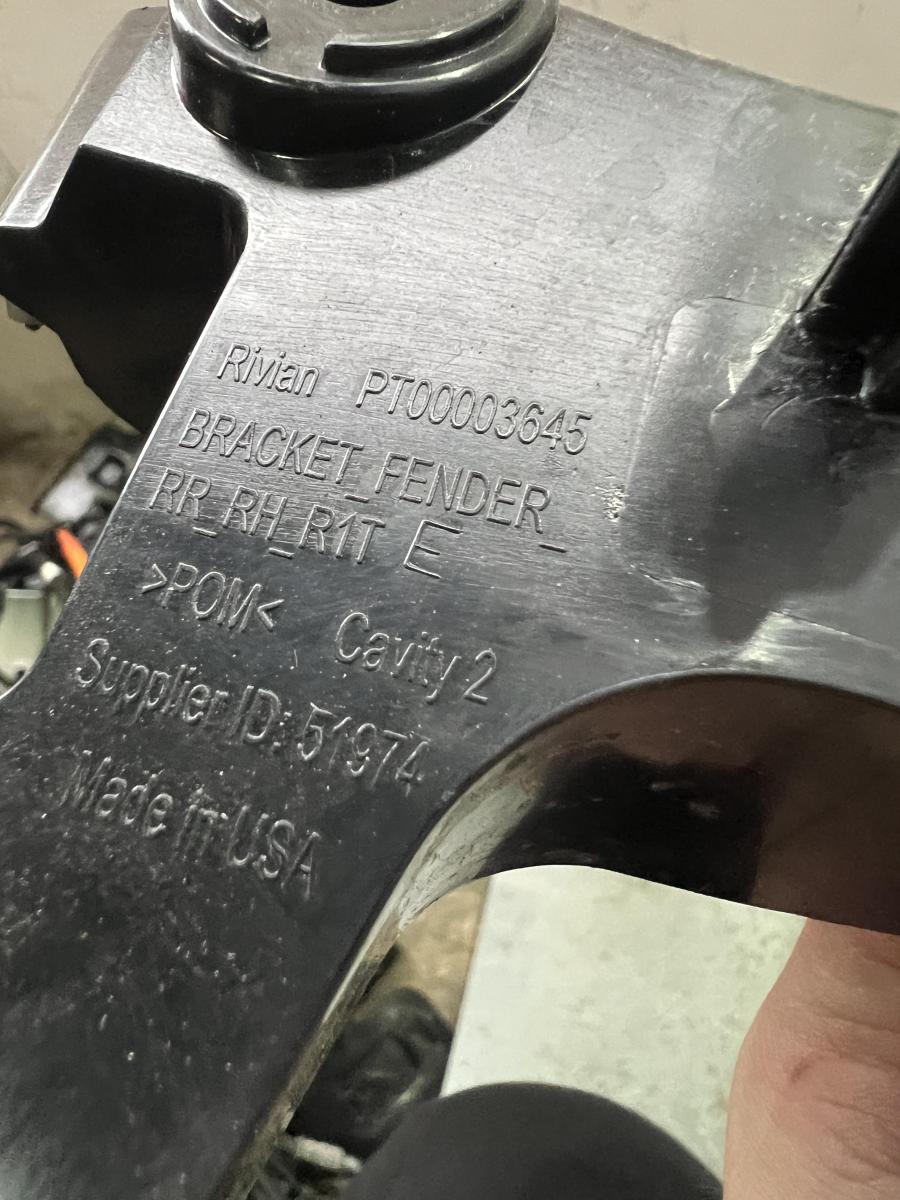 Rivian PT00003645
BRACKET_FENDER_
RR_RH_R1T E
>POM< Cavity 2
Supplier ID: 51974
Made in USA